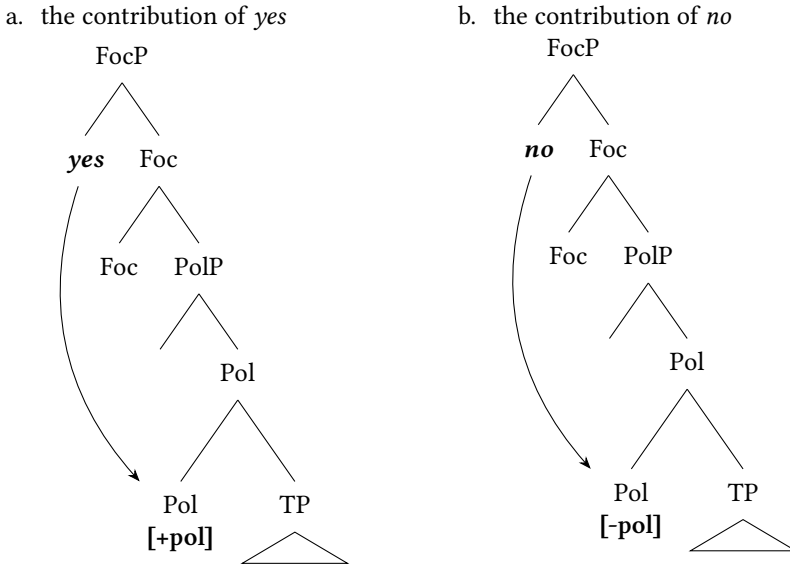 a. the contribution of yes
FocP
yes Foc
Foc PolP
Pol
Pol TP
[+pol]
b. the contribution of no
FocP
no Foc
Foc PolP
Pol
Pol TP
[-pol]